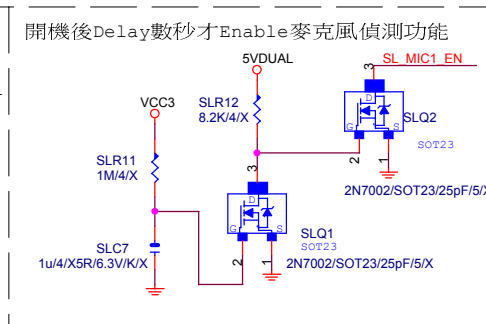 開機後Delay數秒才Enable麥克風偵測功能
5VDUAL
SL_MIC1_EN
3
VCC3
SLR12
8.2K/4/X
D
SLQ2
G
S
SOT23
SLR11
1M/4/X
3
2
1
2N7002/SOT23/25pF/5/X
D
SLQ1
G
S
SOT23
SLC7
1u/4/X5R/6.3V/K/X
2
1
2N7002/SOT23/25pF/5/X